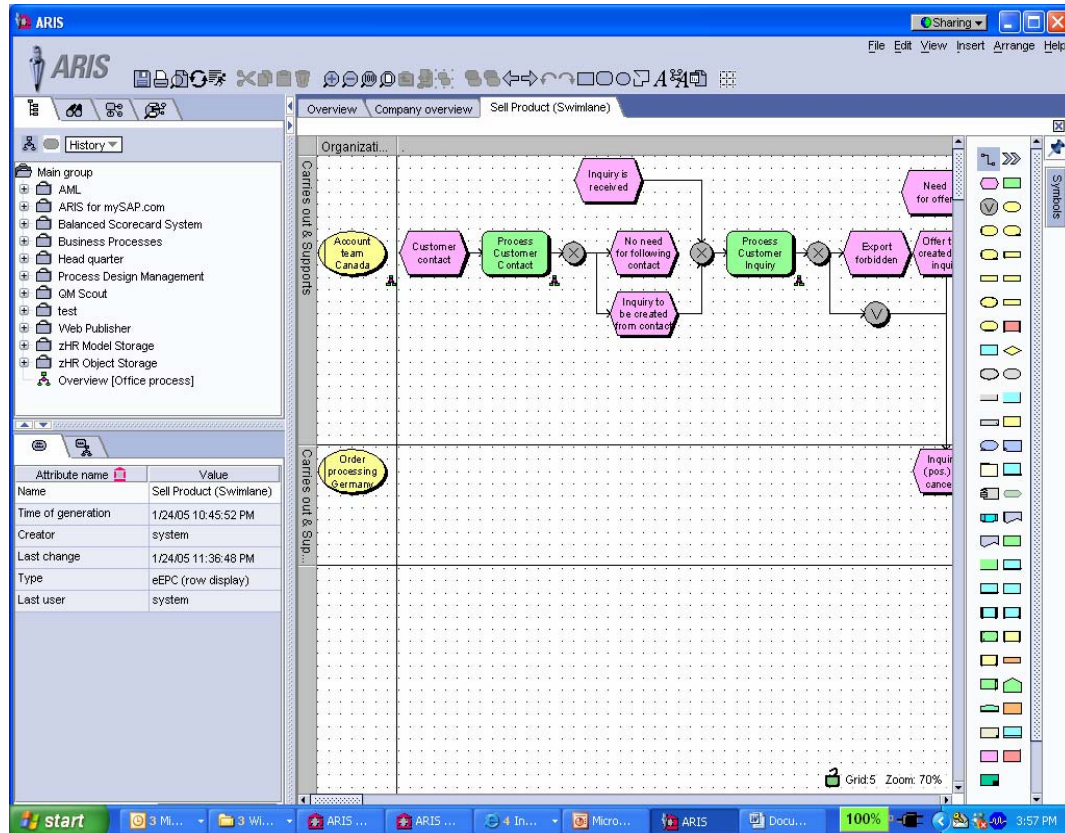 ARIS
Sharing
File Edit View Insert Arrange Help
ARIS
Overview
Company overview
Sell Product (Swimlane)
History
Main group
AML
ARIS for mySAP.com
Balanced Scorecard System
Business Processes
Head quarter
Process Design Management
QM Scout
test
Web Publisher
zHR Model Storage
zHR Object Storage
Overview [Office process]
Attribute name Value
Name Sell Product (Swimlane)
Time of generation 1/24/05 10:45:52 PM
Creator system
Last change 1/24/05 11:36:48 PM
Type eEPC (row display)
Last user system
Organizati...
Carries out & Supports
Account
team
Canada
Customer
contact
Process
Customer
Contact
Inquiry is
received
No need
for following
contact
Inquiry to
be created
from contact
Process
Customer
Inquiry
Export
forbidden
Need
for offer
Offer t
created
inqui
Carries out & Sup...
Order
processing
Germany
Inquir
(pos.)
cance
Symbols
Grid:5 Zoom: 70%
start
3 Mi...
3 Wi...
ARIS ...
ARIS ...
4 In...
Micro...
ARIS
Docu...
100%
3:57 PM